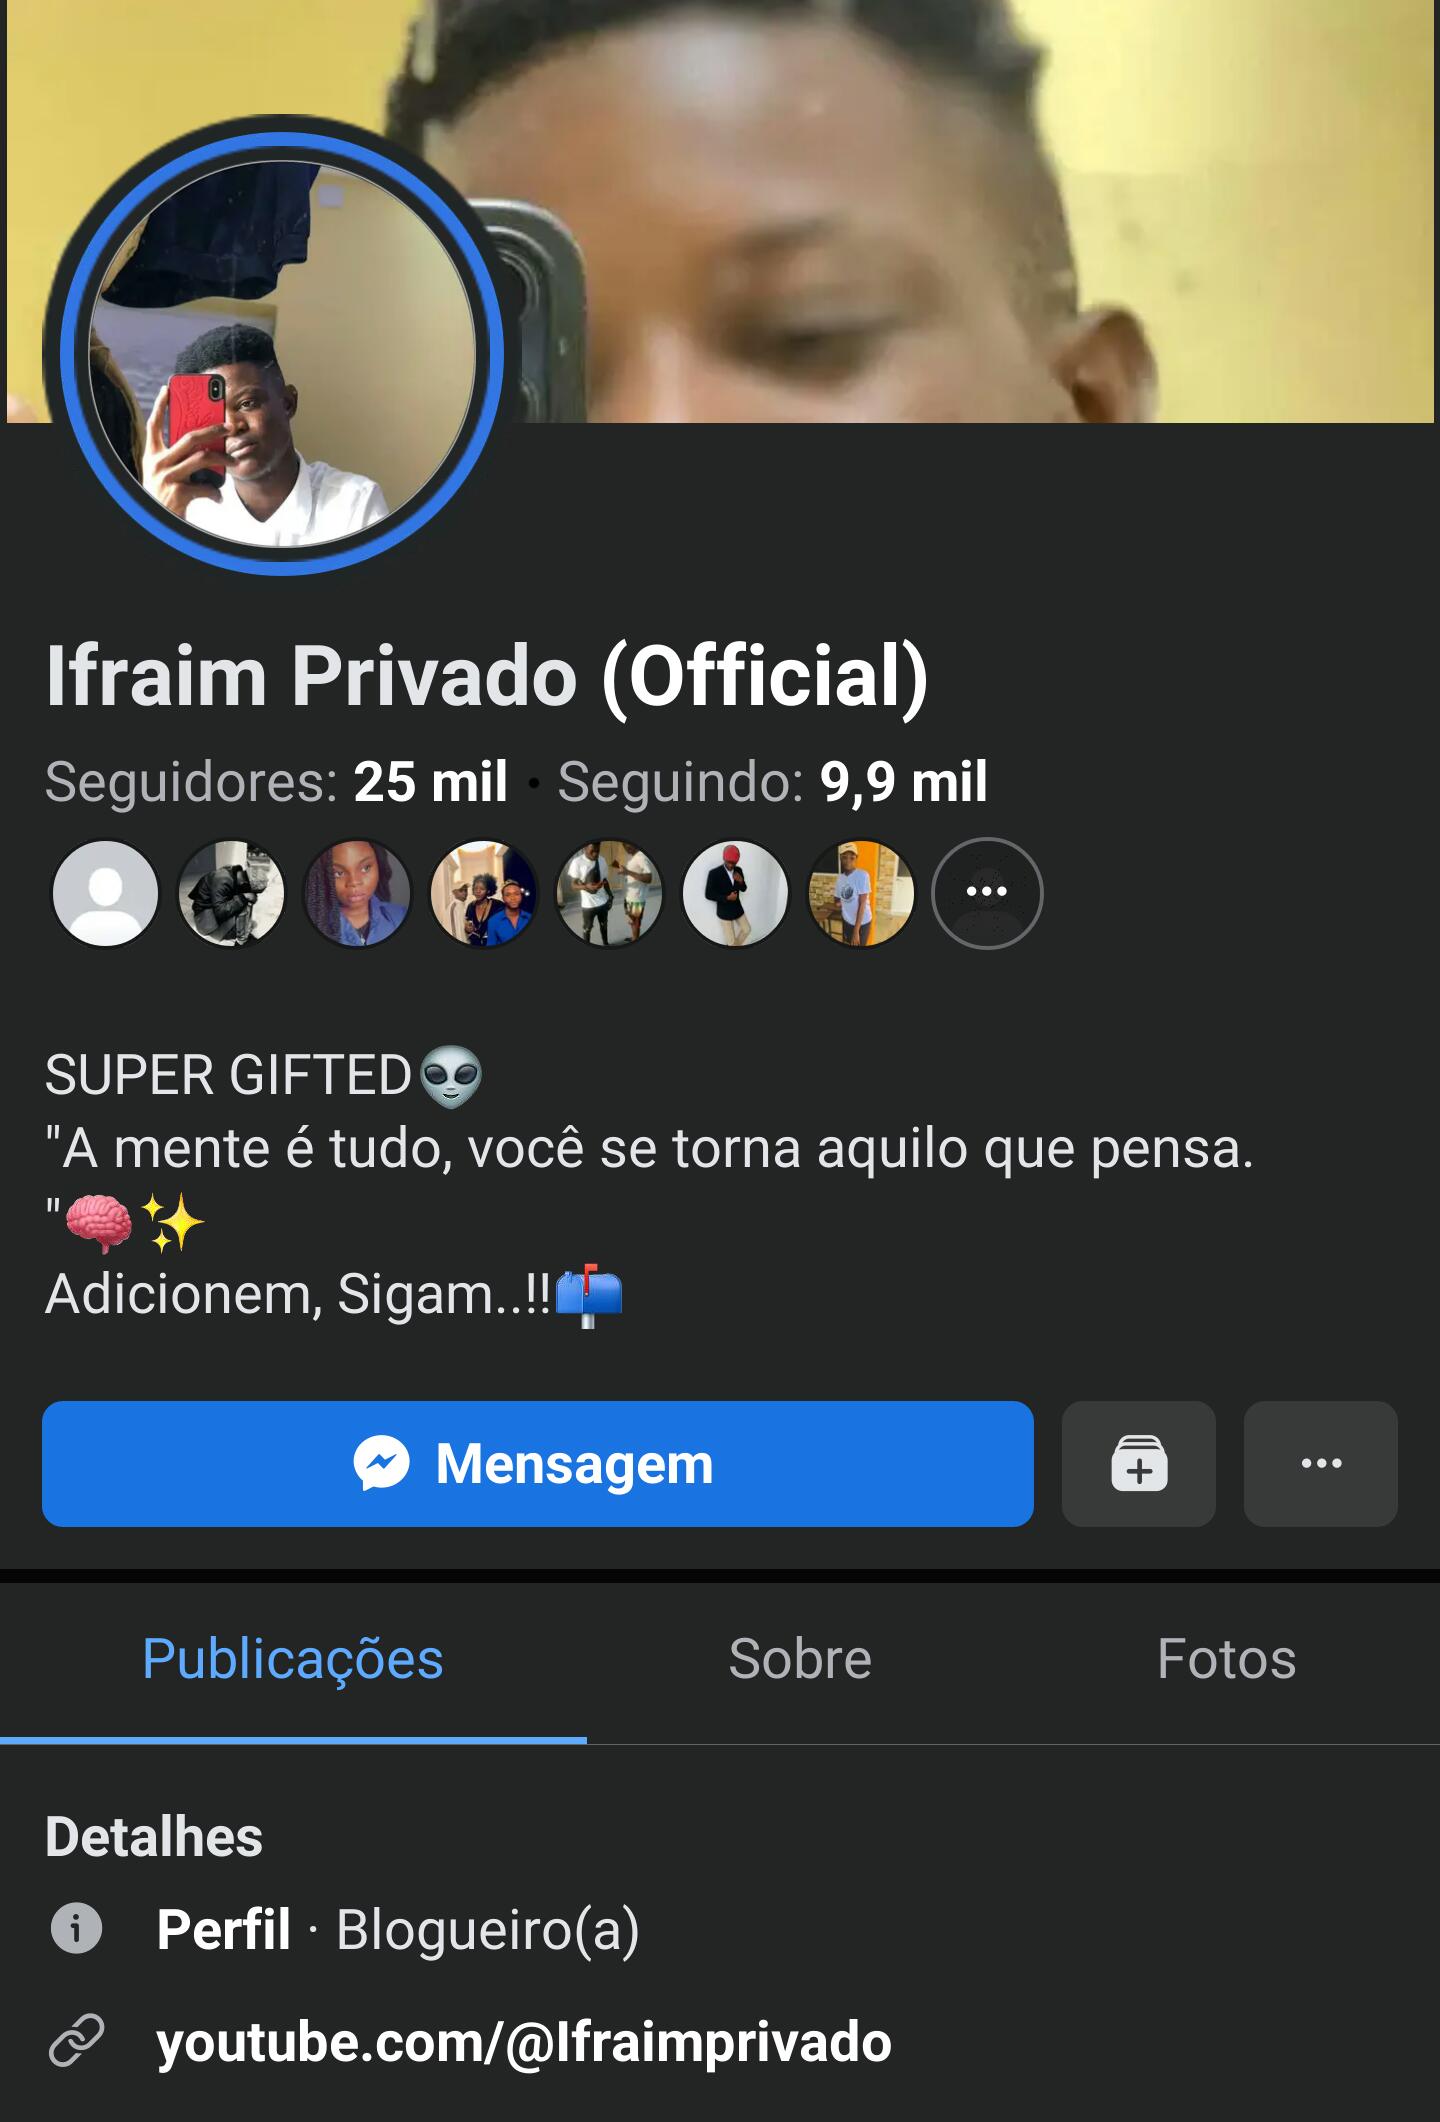 Ifraim Privado (Official)
Seguidores: 25 mil · Seguindo: 9,9 mil
SUPER GIFTED👽
"A mente é tudo, você se torna aquilo que pensa.
"🧠✨
Adicionem, Sigam..!!📫
Mensagem
Publicações Sobre Fotos
Detalhes
Perfil · Blogueiro(a)
youtube.com/@Ifraimprivado